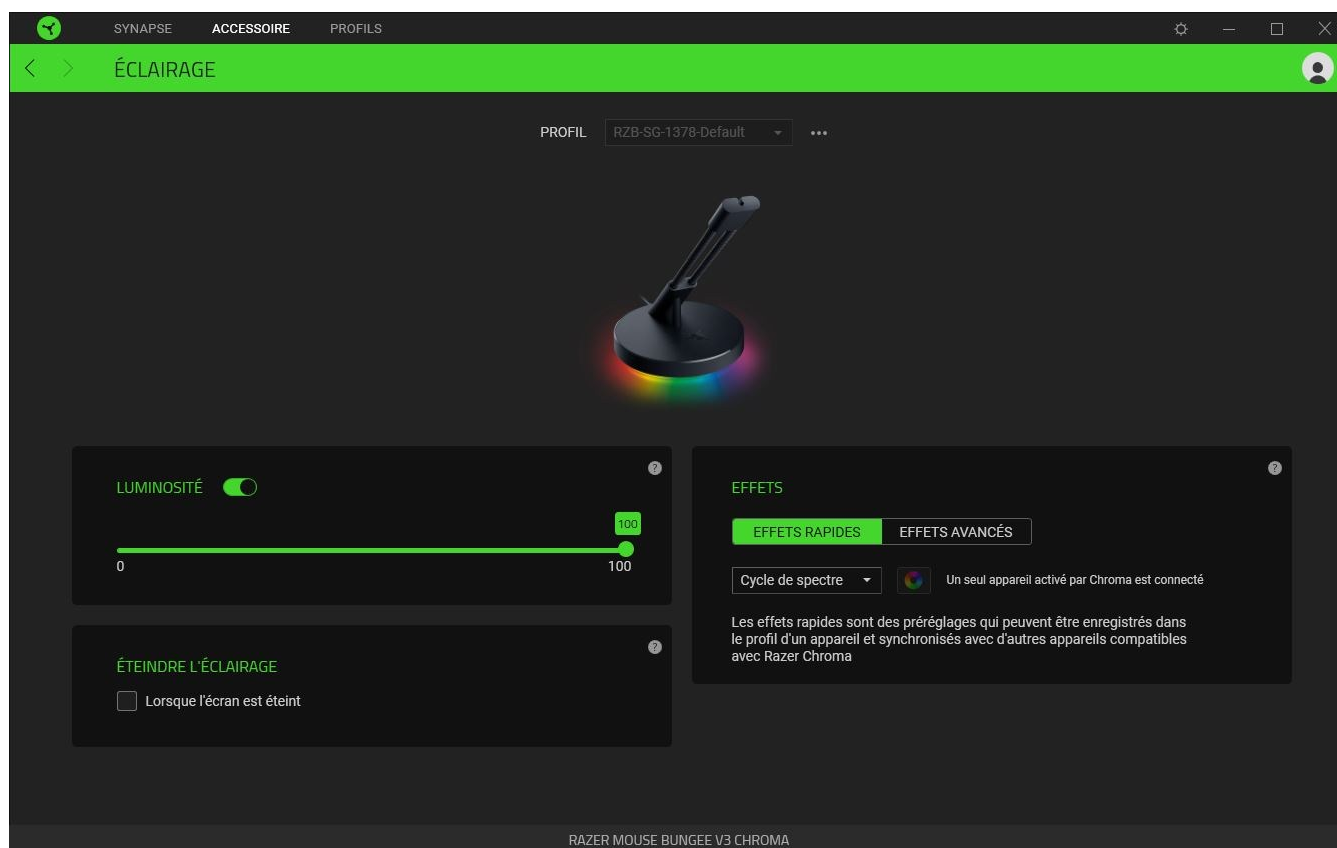 SYNAPSE ACCESSOIRE PROFILS
ÉCLAIRAGE
PROFIL RZB-SG-1378-Default
LUMINOSITÉ
100
0 100
ÉTEINDRE L'ÉCLAIRAGE
Lorsque l'écran est éteint
EFFETS
EFFETS RAPIDES EFFETS AVANCÉS
Cycle de spectre Un seul appareil activé par Chroma est connecté
Les effets rapides sont des préréglages qui peuvent être enregistrés dans
le profil d'un appareil et synchronisés avec d'autres appareils compatibles
avec Razer Chroma
RAZER MOUSE BUNGEE V3 CHROMA